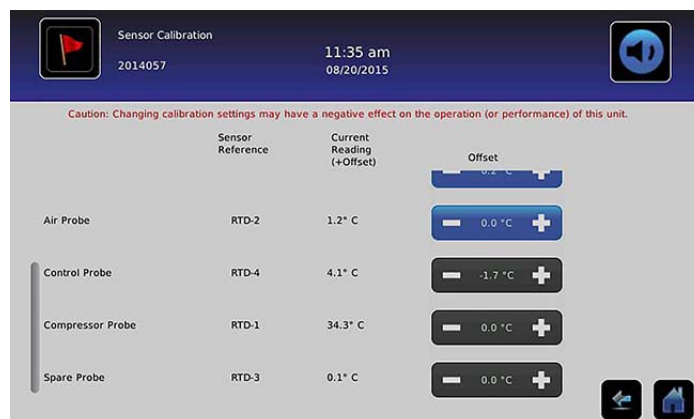 Sensor Calibration
2014057
11:35 am
08/20/2015
Caution: Changing calibration settings may have a negative effect on the operation (or performance) of this unit.
Sensor Reference
Current Reading (+Offset)
Offset
0.2 °C
Air Probe RTD-2 1.2° C 0.0 °C
Control Probe RTD-4 4.1° C -1.7 °C
Compressor Probe RTD-1 34.3° C 0.0 °C
Spare Probe RTD-3 0.1° C 0.0 °C